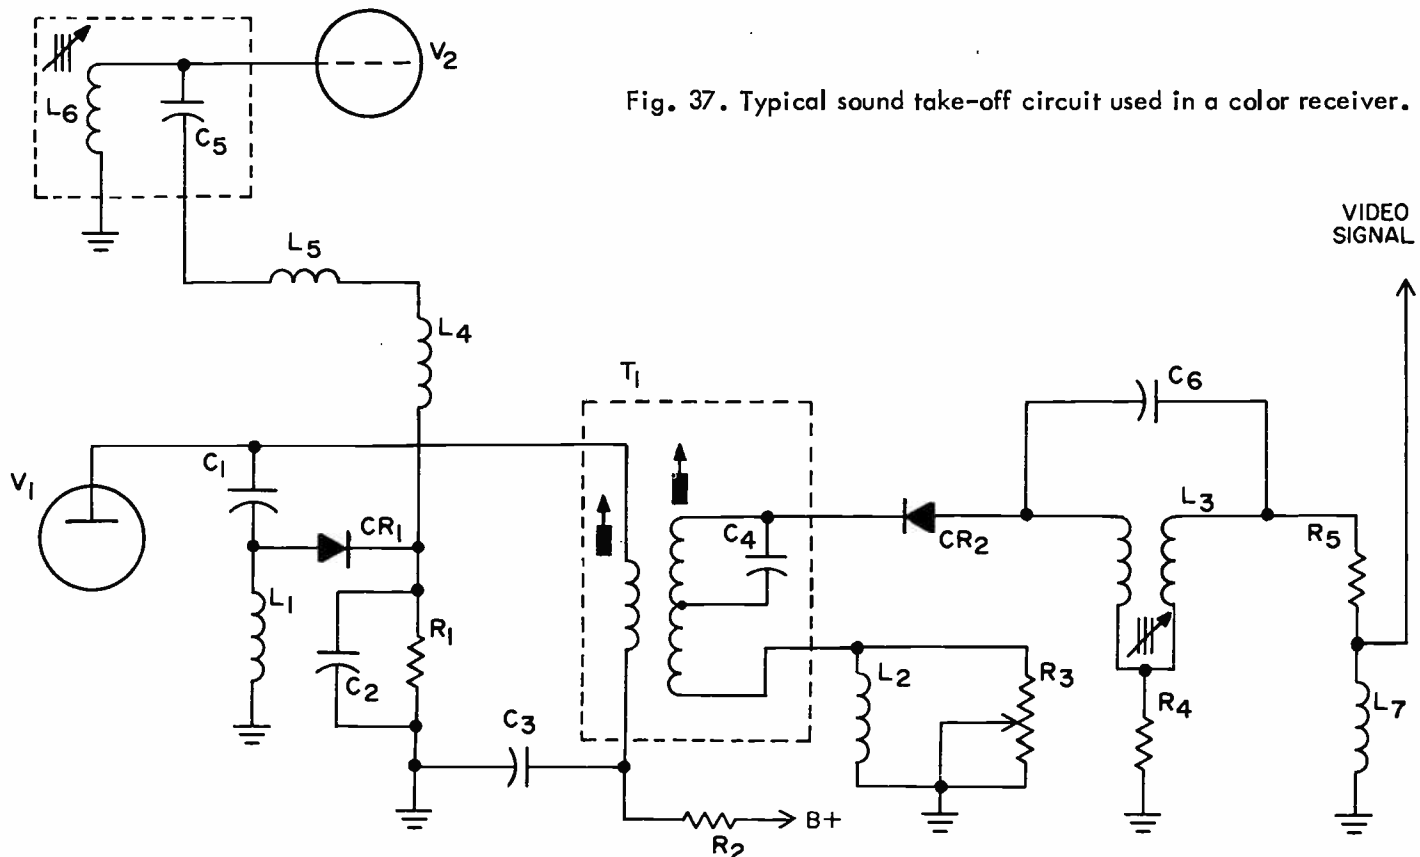 V2
L6
C5
Fig. 37. Typical sound take-off circuit used in a color receiver.
VIDEO
SIGNAL
L5
L4
T1
C6
V1
C1
CR1
C4
CR2
L3
R5
L1
R1
C2
L2
R3
R4
L7
C3
B+
R2